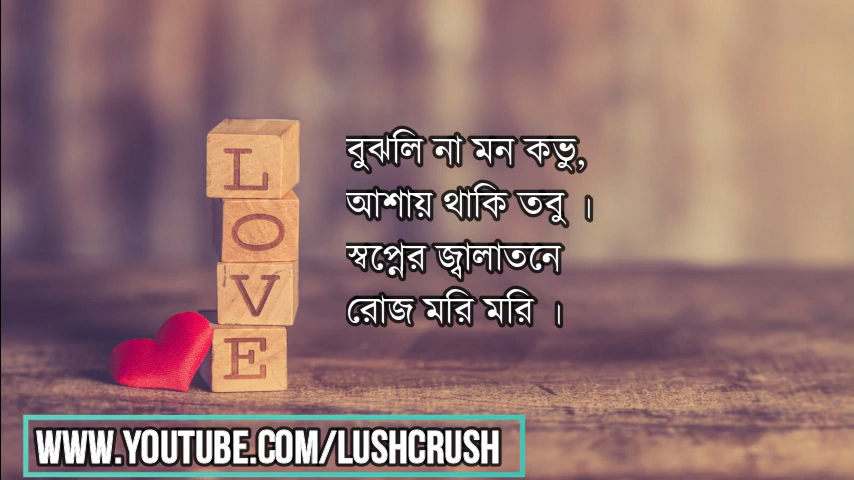 L
O
V
E
বুঝলি না মন কভু,
আশায় থাকি তবু ।
স্বপ্নের জ্বালাতনে
রোজ মরি মরি ।
WWW.YOUTUBE.COM/LUSHCRUSH